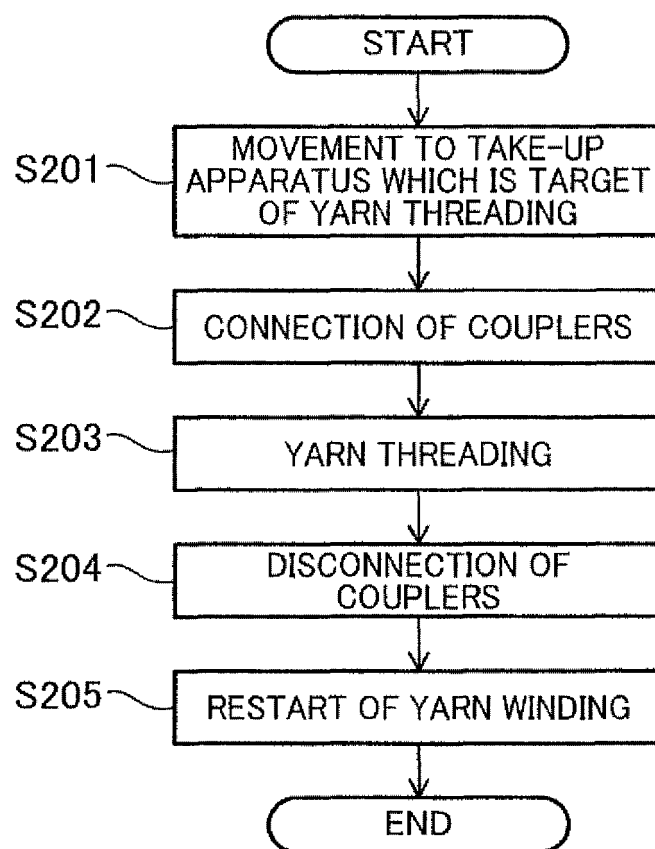 START
S201
MOVEMENT TO TAKE-UP
APPARATUS WHICH IS TARGET
OF YARN THREADING
S202
CONNECTION OF COUPLERS
S203
YARN THREADING
S204
DISCONNECTION OF
COUPLERS
S205
RESTART OF YARN WINDING
END